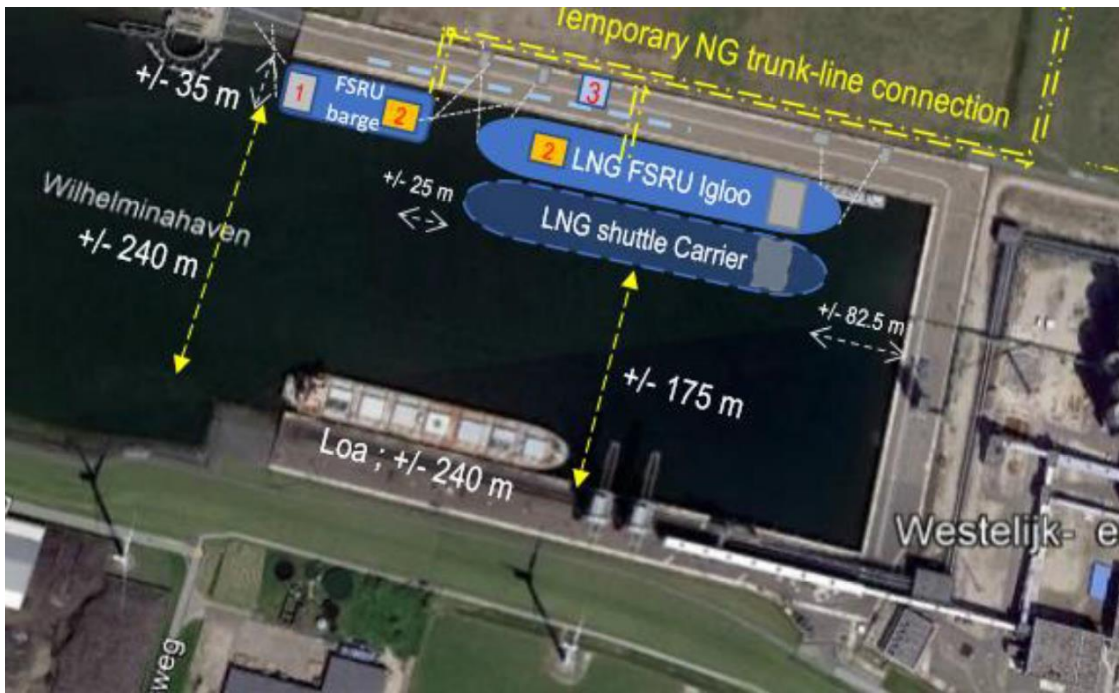 Temporary NG trunk-line connection
+/- 35 m
1
FSRU
barge
2
3
2
LNG FSRU Igloo
+/- 25 m
LNG shuttle Carrier
Wilhelminahaven
+/- 240 m
+/- 82.5 m
+/- 175 m
Loa ; +/- 240 m
Westelijk- e
weg